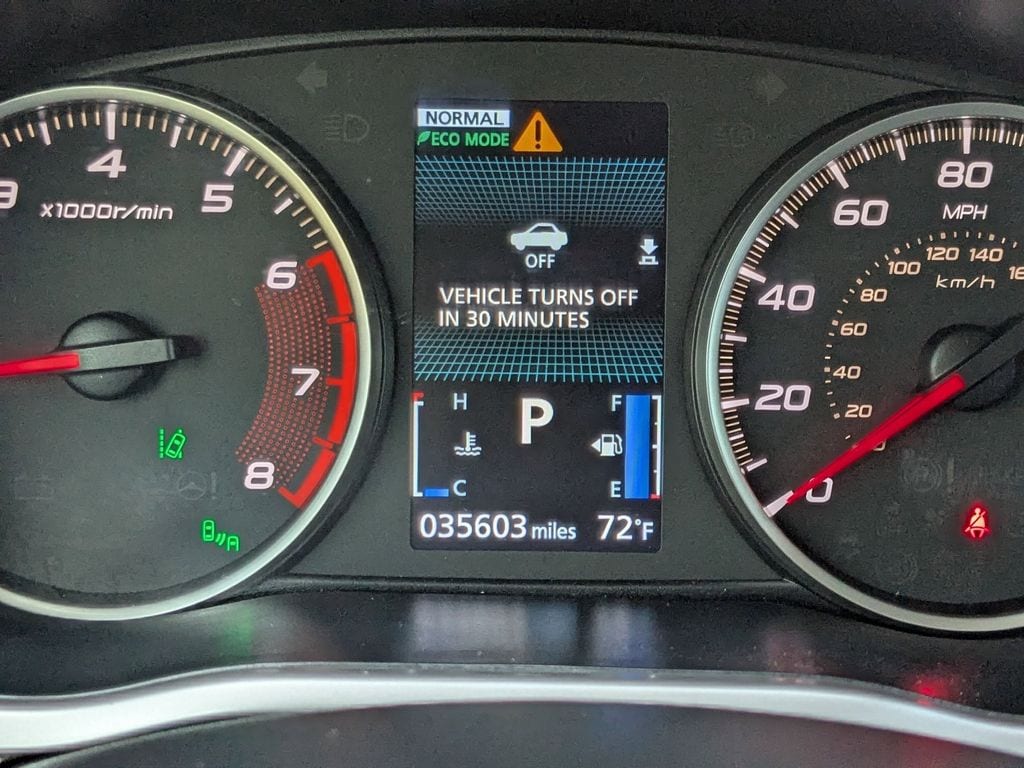 3
4
5
x1000r/min
6
7
8
NORMAL
ECO MODE
!
OFF
VEHICLE TURNS OFF
IN 30 MINUTES
H
P
F
C
E
035603 miles 72°F
80
MPH
60
40
20
0
120 140
100
80
km/h
60
40
20